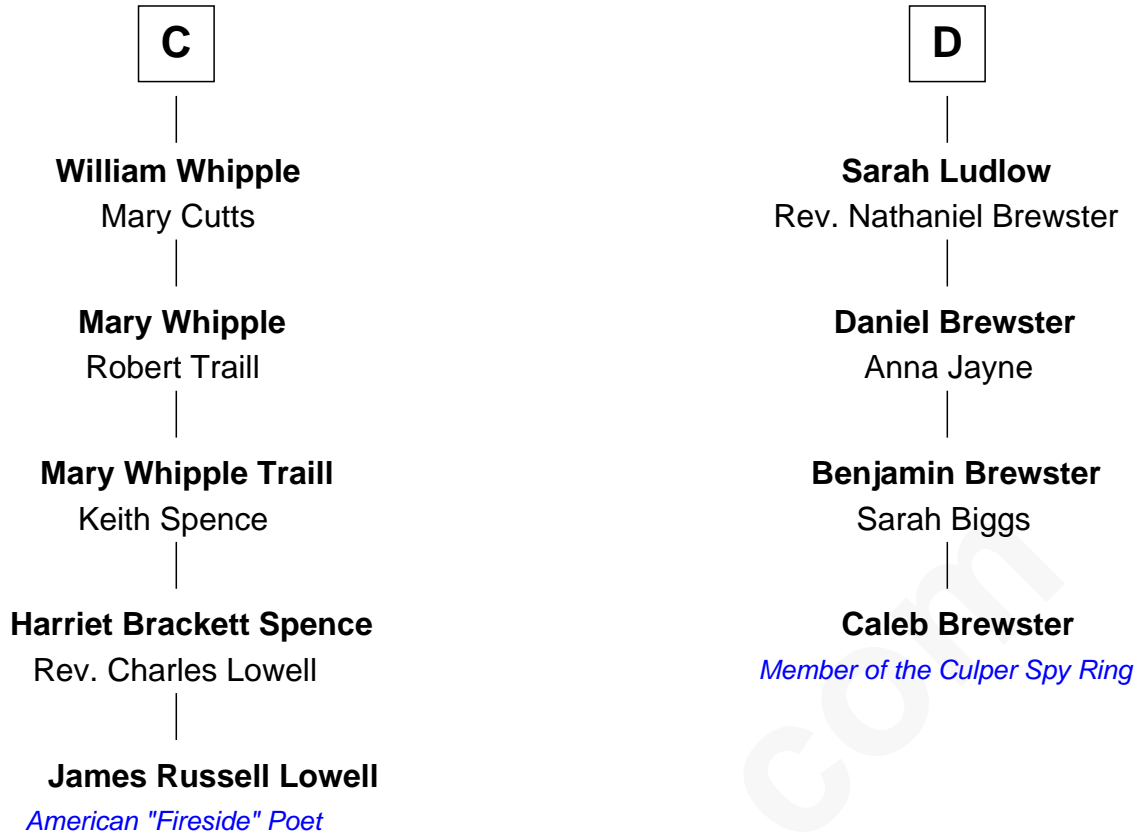 C
William Whipple
Mary Cutts
Mary Whipple
Robert Traill
Mary Whipple Traill
Keith Spence
Harriet Brackett Spence
Rev. Charles Lowell
James Russell Lowell
American "Fireside" Poet
D
Sarah Ludlow
Rev. Nathaniel Brewster
Daniel Brewster
Anna Jayne
Benjamin Brewster
Sarah Biggs
Caleb Brewster
Member of the Culper Spy Ring
com